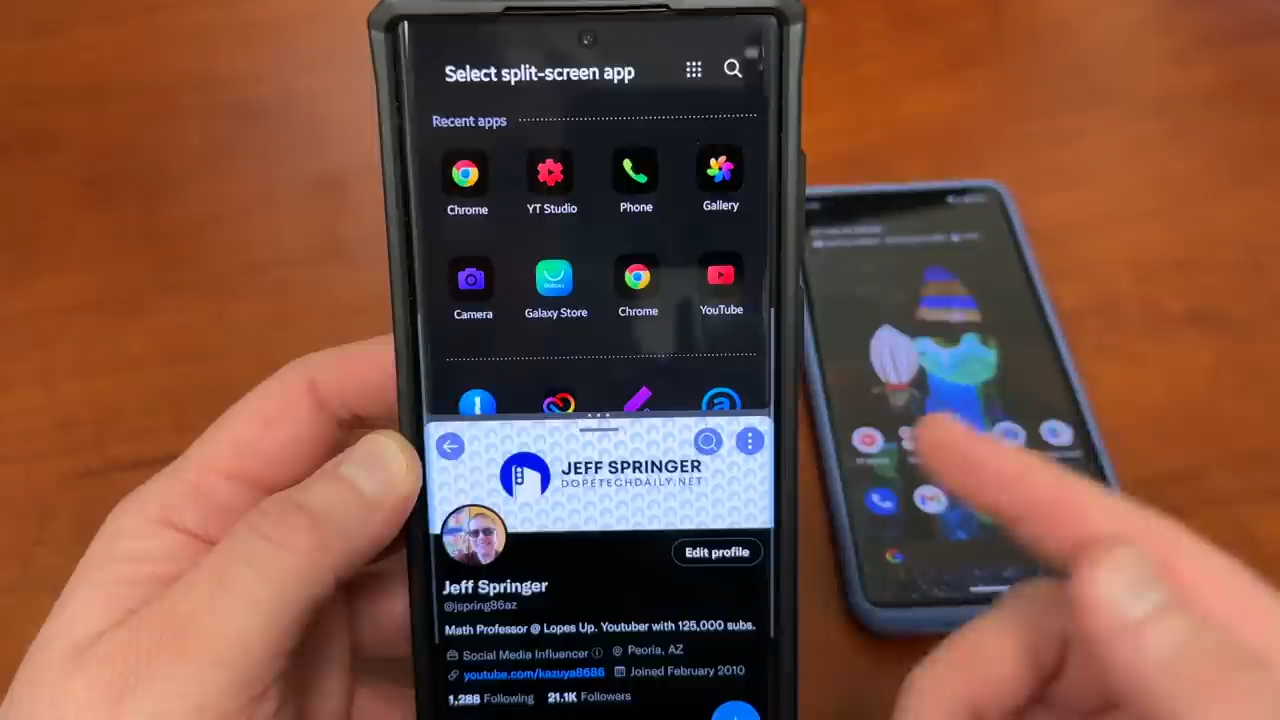 Select split-screen app
Recent apps
Chrome
YT Studio
Phone
Gallery
Camera
Galaxy Store
Chrome
YouTube
JEFF SPRINGER
DOPETECHDAILY.NET
Edit profile
Jeff Springer
@jspring86az
Math Professor @ Lopes Up. Youtuber with 125,000 subs.
Social Media Influencer Peoria, AZ
youtube.com/kazuya8686 Joined February 2010
1,286 Following 21.1K Followers